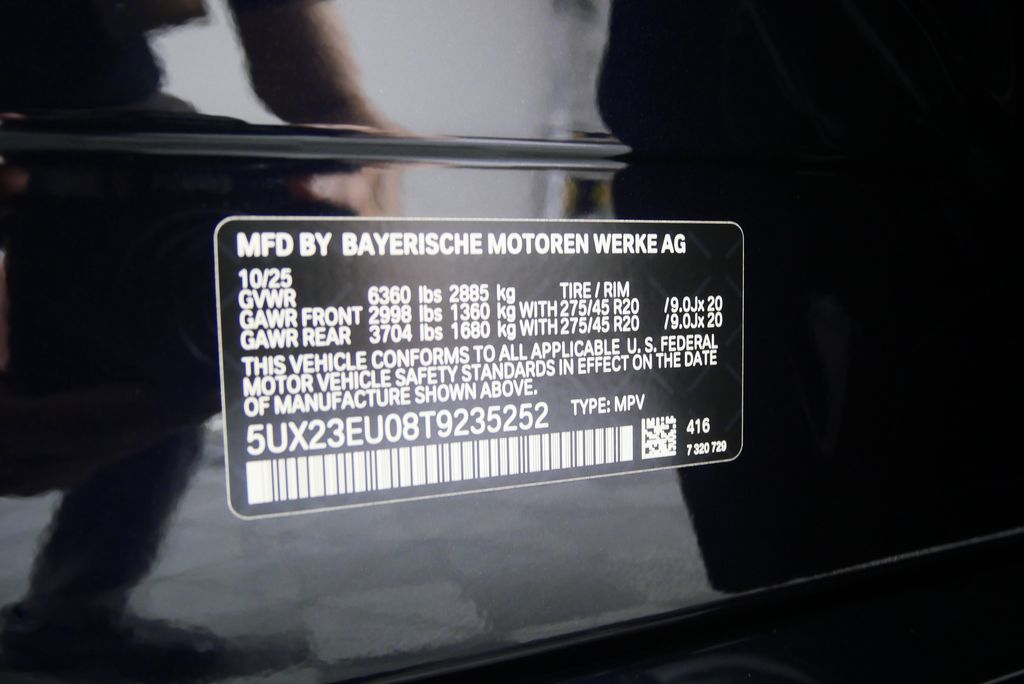 MFD BY BAYERISCHE MOTOREN WERKE AG
10/25
GVWR 6360 lbs 2885 kg TIRE / RIM
GAWR FRONT 2998 lbs 1360 kg WITH 275/45 R20 /9.0Jx 20
GAWR REAR 3704 lbs 1680 kg WITH 275/45 R20 /9.0Jx 20
THIS VEHICLE CONFORMS TO ALL APPLICABLE U. S. FEDERAL
MOTOR VEHICLE SAFETY STANDARDS IN EFFECT ON THE DATE
OF MANUFACTURE SHOWN ABOVE.
5UX23EU08T9235252 TYPE: MPV
416
7 320 729